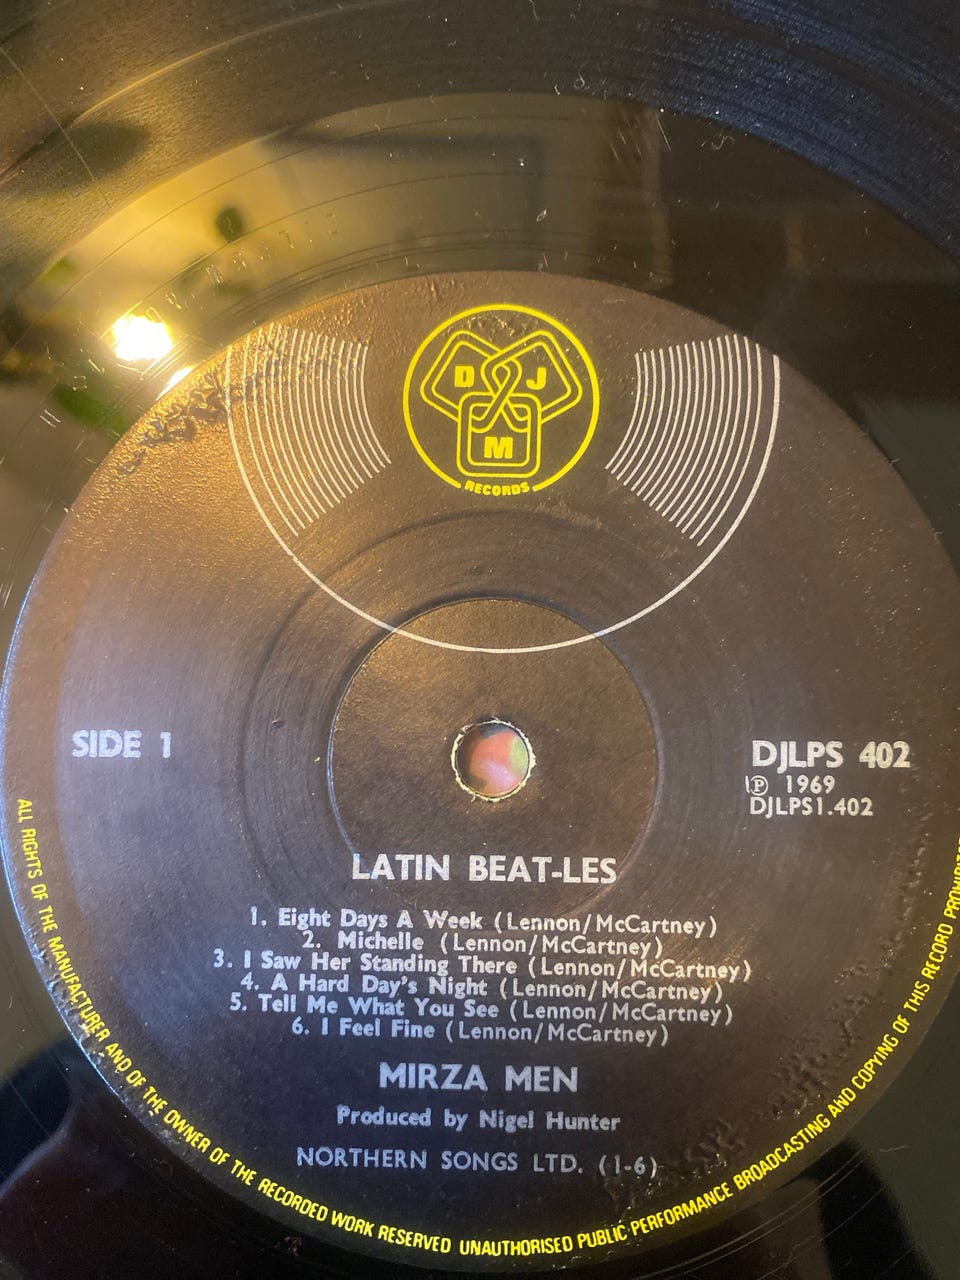 D J
M
RECORDS
SIDE 1
DJLPS 402
Ⓟ 1969
DJLPS1.402
LATIN BEAT-LES
1. Eight Days A Week (Lennon/McCartney)
2. Michelle (Lennon/McCartney)
3. I Saw Her Standing There (Lennon/McCartney)
4. A Hard Day's Night (Lennon/McCartney)
5. Tell Me What You See (Lennon/McCartney)
6. I Feel Fine (Lennon/McCartney)
MIRZA MEN
Produced by Nigel Hunter
NORTHERN SONGS LTD. (1-6)
ALL RIGHTS OF THE MANUFACTURER AND OF THE OWNER OF THE RECORDED WORK RESERVED UNAUTHORISED PUBLIC PERFORMANCE BROADCASTING AND COPYING OF THIS RECORD